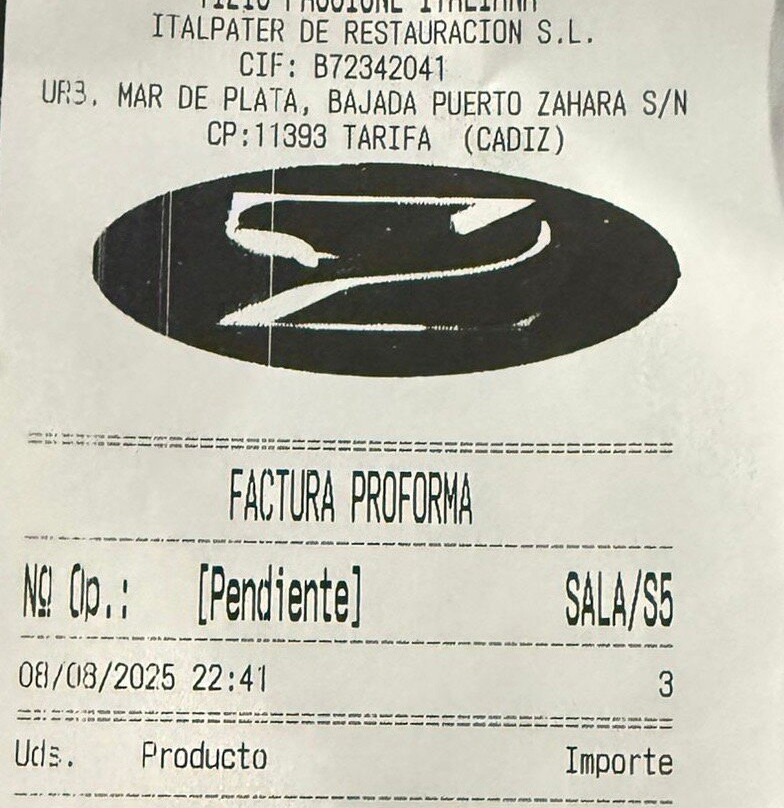 ITALPATER DE RESTAURACION S.L.
CIF: B72342041
URB. MAR DE PLATA, BAJADA PUERTO ZAHARA S/N
CP:11393 TARIFA (CADIZ)
FACTURA PROFORMA
Nº Op.: [Pendiente] SALA/S5
08/08/2025 22:41 3
Uds. Producto Importe